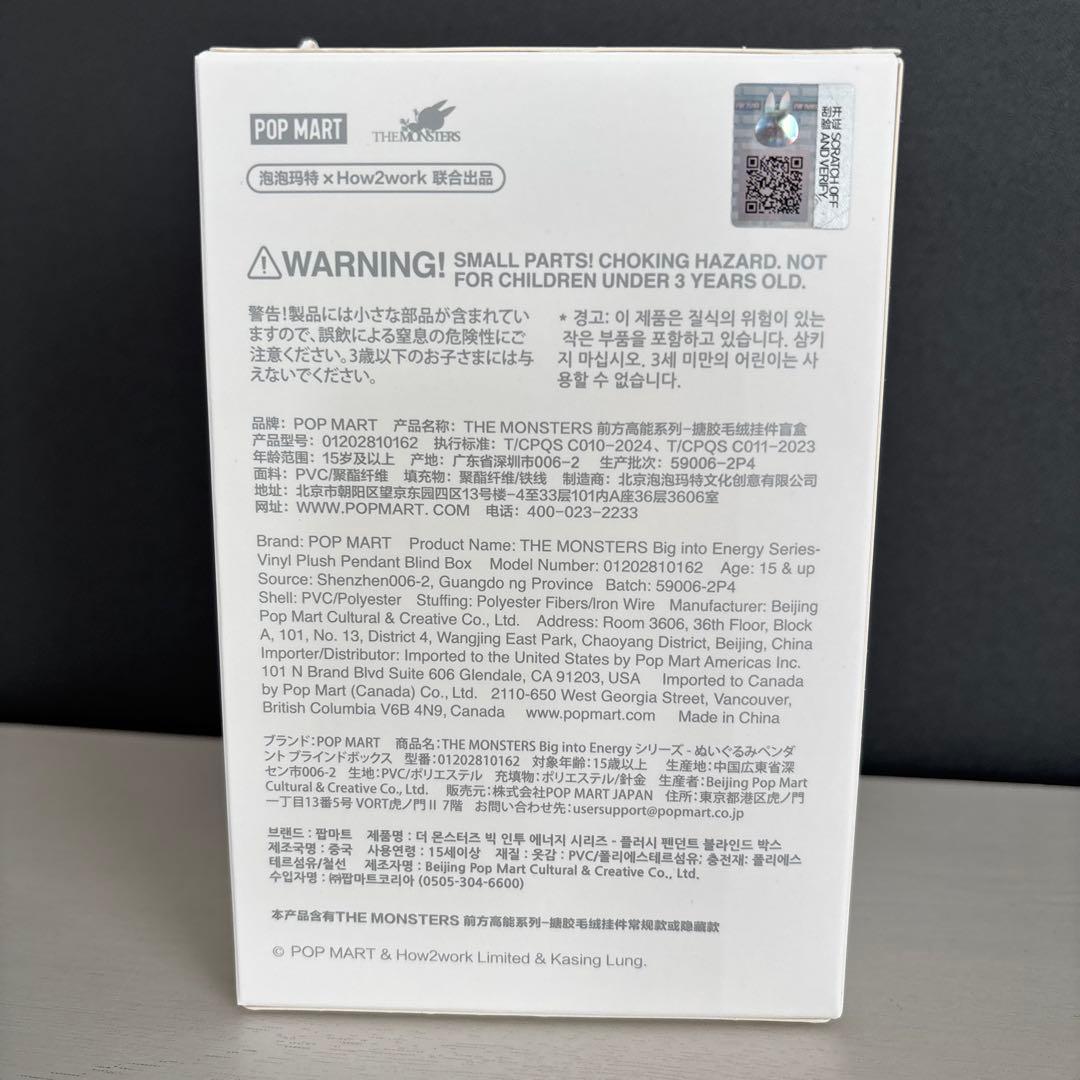 POP MART
THE MONSTERS
泡泡玛特×How2work 联合出品
开盒 SCRATCH OFF
刮验 AND VERIFY
WARNING! SMALL PARTS! CHOKING HAZARD. NOT
FOR CHILDREN UNDER 3 YEARS OLD.
警告!製品には小さな部品が含まれてい
ますので、誤飲による窒息の危険性にご
注意ください。3歳以下のお子さまには与
えないでください。
* 경고: 이 제품은 질식의 위험이 있는
작은 부품을 포함하고 있습니다. 삼키
지 마십시오. 3세 미만의 어린이는 사
용할 수 없습니다.
品牌: POP MART 产品名称: THE MONSTERS 前方高能系列-搪胶毛绒挂件盲盒
产品型号: 01202810162 执行标准: T/CPQS C010-2024、T/CPQS C011-2023
年龄范围: 15岁及以上 产地: 广东省深圳市006-2 生产批次: 59006-2P4
面料: PVC/聚酯纤维 填充物: 聚酯纤维/铁线 制造商: 北京泡泡玛特文化创意有限公司
地址: 北京市朝阳区望京东园四区13号楼-4至33层101内A座36层3606室
网址: WWW.POPMART. COM 电话: 400-023-2233
Brand: POP MART Product Name: THE MONSTERS Big into Energy Series-
Vinyl Plush Pendant Blind Box Model Number: 01202810162 Age: 15 & up
Source: Shenzhen006-2, Guangdo ng Province Batch: 59006-2P4
Shell: PVC/Polyester Stuffing: Polyester Fibers/Iron Wire Manufacturer: Beijing
Pop Mart Cultural & Creative Co., Ltd. Address: Room 3606, 36th Floor, Block
A, 101, No. 13, District 4, Wangjing East Park, Chaoyang District, Beijing, China
Importer/Distributor: Imported to the United States by Pop Mart Americas Inc.
101 N Brand Blvd Suite 606 Glendale, CA 91203, USA Imported to Canada
by Pop Mart (Canada) Co., Ltd. 2110-650 West Georgia Street, Vancouver,
British Columbia V6B 4N9, Canada www.popmart.com Made in China
ブランド:POP MART 商品名:THE MONSTERS Big into Energy シリーズ - ぬいぐるみペンダ
ント ブラインドボックス 型番:01202810162 対象年齢:15歳以上 生産地:中国広東省深
セン市006-2 生地:PVC/ポリエステル 充填物:ポリエステル/針金 生産者:Beijing Pop Mart
Cultural & Creative Co., Ltd. 販売元:株式会社POP MART JAPAN 住所:東京都港区虎ノ門
一丁目13番5号 VORT虎ノ門Ⅱ 7階 お問い合わせ先:usersupport@popmart.co.jp
브랜드 : 팝마트 제품명 : 더 몬스터즈 빅 인투 에너지 시리즈 - 플러시 펜던트 블라인드 박스
제조국명 : 중국 사용연령 : 15세이상 재질 : 옷감 : PVC/폴리에스테르섬유; 충전재: 폴리에스
테르섬유/철선 제조자명 : Beijing Pop Mart Cultural & Creative Co., Ltd.
수입자명 : ㈜팝마트코리아 (0505-304-6600)
本产品含有THE MONSTERS 前方高能系列-搪胶毛绒挂件常规款或隐藏款
© POP MART & How2work Limited & Kasing Lung.